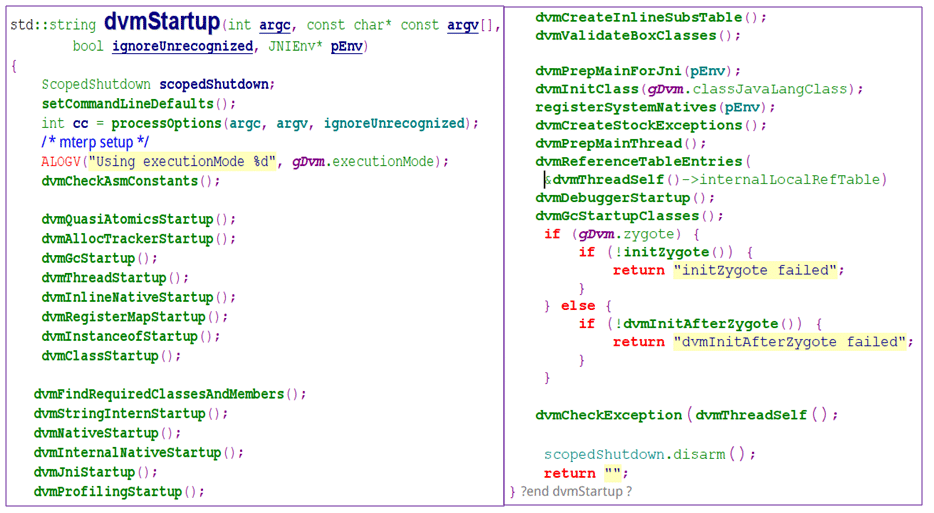 std::string dvmStartup(int argc, const char* const argv[],
bool ignoreUnrecognized, JNIEnv* pEnv)
{
ScopedShutdown scopedShutdown;
setCommandLineDefaults();
int cc = processOptions(argc, argv, ignoreUnrecognized);
/* mterp setup */
ALOGV("Using executionMode %d", gDvm.executionMode);
dvmCheckAsmConstants();
dvmQuasiAtomicsStartup();
dvmAllocTrackerStartup();
dvmGcStartup();
dvmThreadStartup();
dvmInlineNativeStartup();
dvmRegisterMapStartup();
dvmInstanceofStartup();
dvmClassStartup();
dvmFindRequiredClassesAndMembers();
dvmStringInternStartup();
dvmNativeStartup();
dvmInternalNativeStartup();
dvmJniStartup();
dvmProfilingStartup();
dvmCreateInlineSubsTable();
dvmValidateBoxClasses();
dvmPrepMainForJni(pEnv);
dvmInitClass(gDvm.classJavaLangClass);
registerSystemNatives(pEnv);
dvmCreateStockExceptions();
dvmPrepMainThread();
dvmReferenceTableEntries(
&dvmThreadSelf()->internalLocalRefTable)
dvmDebuggerStartup();
dvmGcStartupClasses();
if (gDvm.zygote) {
if (!initZygote()) {
return "initZygote failed";
}
} else {
if (!dvmInitAfterZygote()) {
return "dvmInitAfterZygote failed";
}
}
dvmCheckException(dvmThreadSelf();
scopedShutdown.disarm();
return "";
} ?end dvmStartup ?